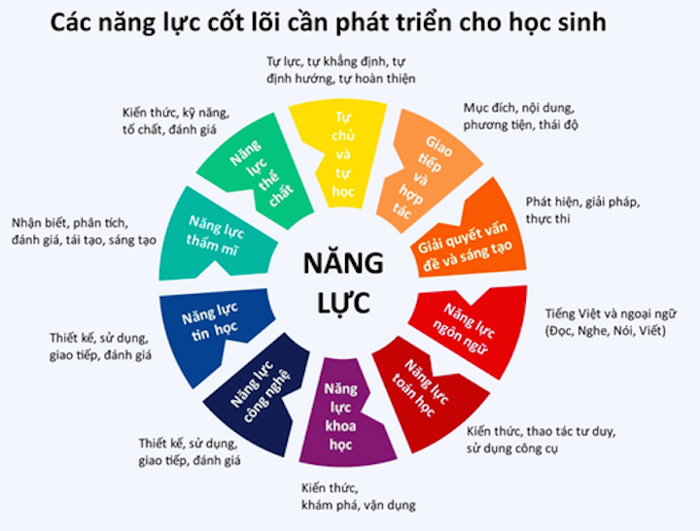 Các năng lực cốt lõi cần phát triển cho học sinh
Tự lực, tự khẳng định, tự
định hướng, tự hoàn thiện
Tự
chủ
và
tự
học
Mục đích, nội dung,
phương tiện, thái độ
Giao
tiếp
và
hợp
tác
Phát hiện, giải pháp,
thực thi
Giải quyết vấn
đề và sáng tạo
Tiếng Việt và ngoại ngữ
(Đọc, Nghe, Nói, Viết)
Năng lực
ngôn ngữ
Kiến thức, thao tác tư duy,
sử dụng công cụ
Năng lực
toán học
Kiến thức,
khám phá, vận dụng
Năng
lực
khoa
học
Thiết kế, sử dụng,
giao tiếp, đánh giá
Năng lực
công nghệ
Thiết kế, sử dụng,
giao tiếp, đánh giá
Năng lực
tin học
Nhận biết, phân tích,
đánh giá, tái tạo, sáng tạo
Năng lực
thẩm mĩ
Kiến thức, kỹ năng,
tố chất, đánh giá
Năng
lực
thể
chất
NĂNG
LỰC